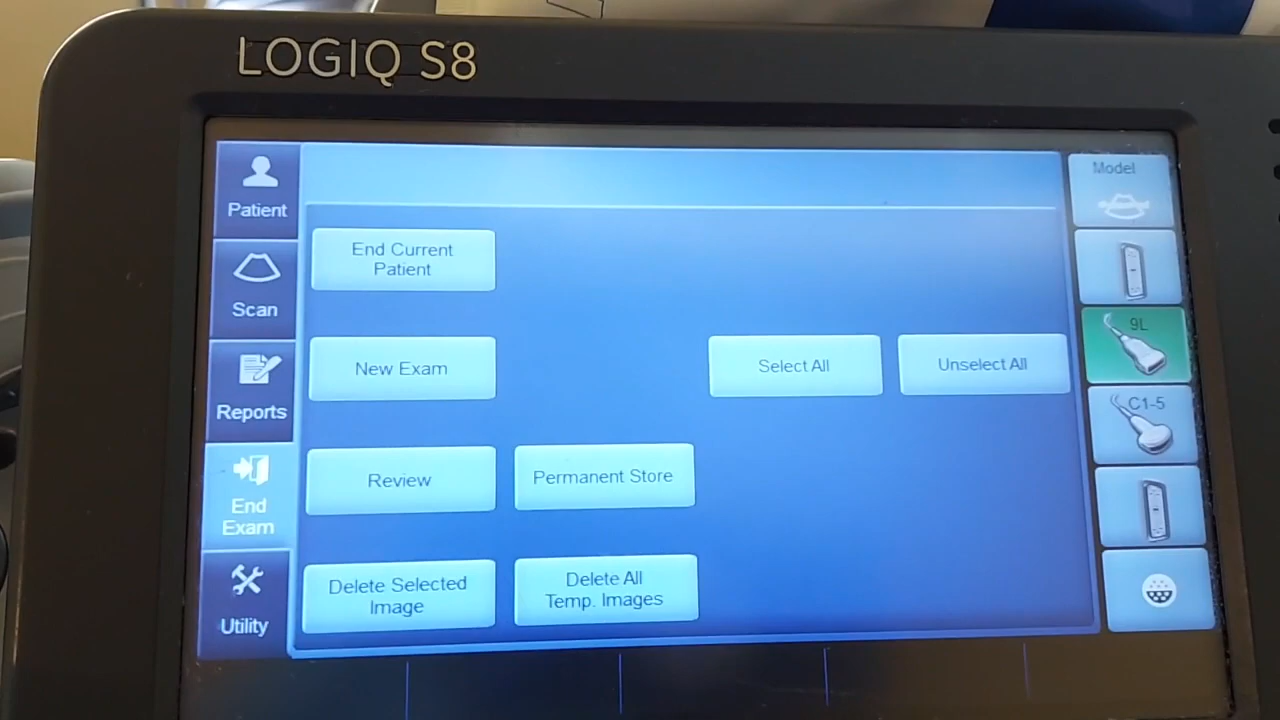 LOGIQ S8
Patient
Scan
Reports
End
Exam
Utility
End Current
Patient
New Exam
Select All
Unselect All
Review
Permanent Store
Delete Selected
Image
Delete All
Temp. Images
Model
9L
C1-5